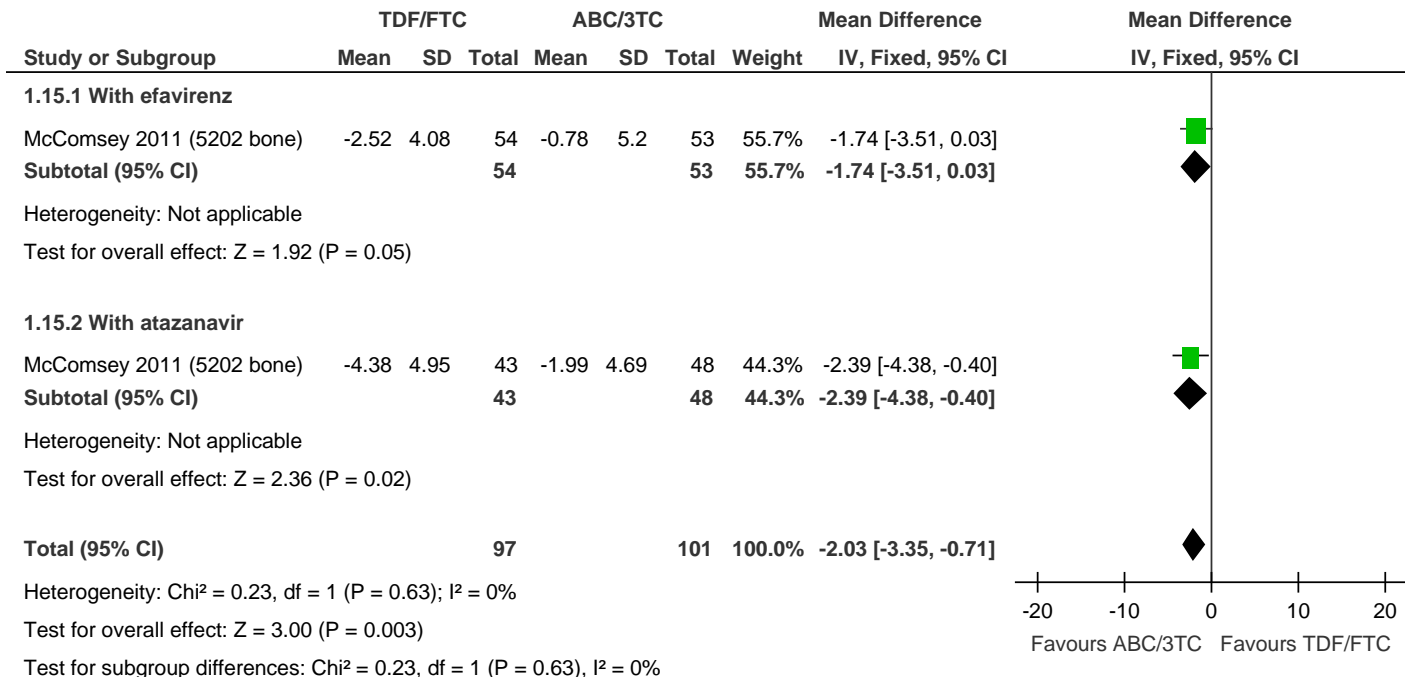 TDF/FTC ABC/3TC Mean Difference Mean Difference
Study or Subgroup Mean SD Total Mean SD Total Weight IV, Fixed, 95% CI IV, Fixed, 95% CI
1.15.1 With efavirenz
McComsey 2011 (5202 bone) -2.52 4.08 54 -0.78 5.2 53 55.7% -1.74 [-3.51, 0.03]
Subtotal (95% CI) 54 53 55.7% -1.74 [-3.51, 0.03]
Heterogeneity: Not applicable
Test for overall effect: Z = 1.92 (P = 0.05)
1.15.2 With atazanavir
McComsey 2011 (5202 bone) -4.38 4.95 43 -1.99 4.69 48 44.3% -2.39 [-4.38, -0.40]
Subtotal (95% CI) 43 48 44.3% -2.39 [-4.38, -0.40]
Heterogeneity: Not applicable
Test for overall effect: Z = 2.36 (P = 0.02)
Total (95% CI) 97 101 100.0% -2.03 [-3.35, -0.71]
Heterogeneity: Chi² = 0.23, df = 1 (P = 0.63); I² = 0%
Test for overall effect: Z = 3.00 (P = 0.003)
Test for subgroup differences: Chi² = 0.23, df = 1 (P = 0.63), I² = 0%
-20 -10 0 10 20
Favours ABC/3TC Favours TDF/FTC